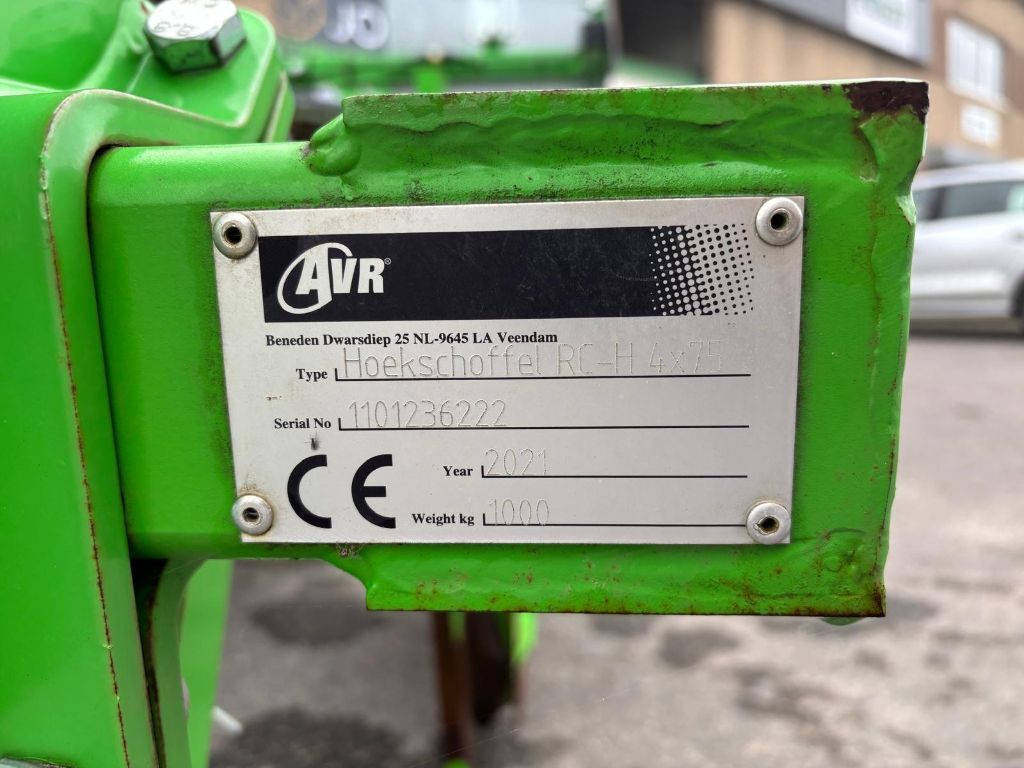 AVR®
Beneden Dwarsdiep 25 NL-9645 LA Veendam
Type Hoekschoffel RC-H 4x75
Serial No 1101236222
CE Year 2021
Weight kg 1000